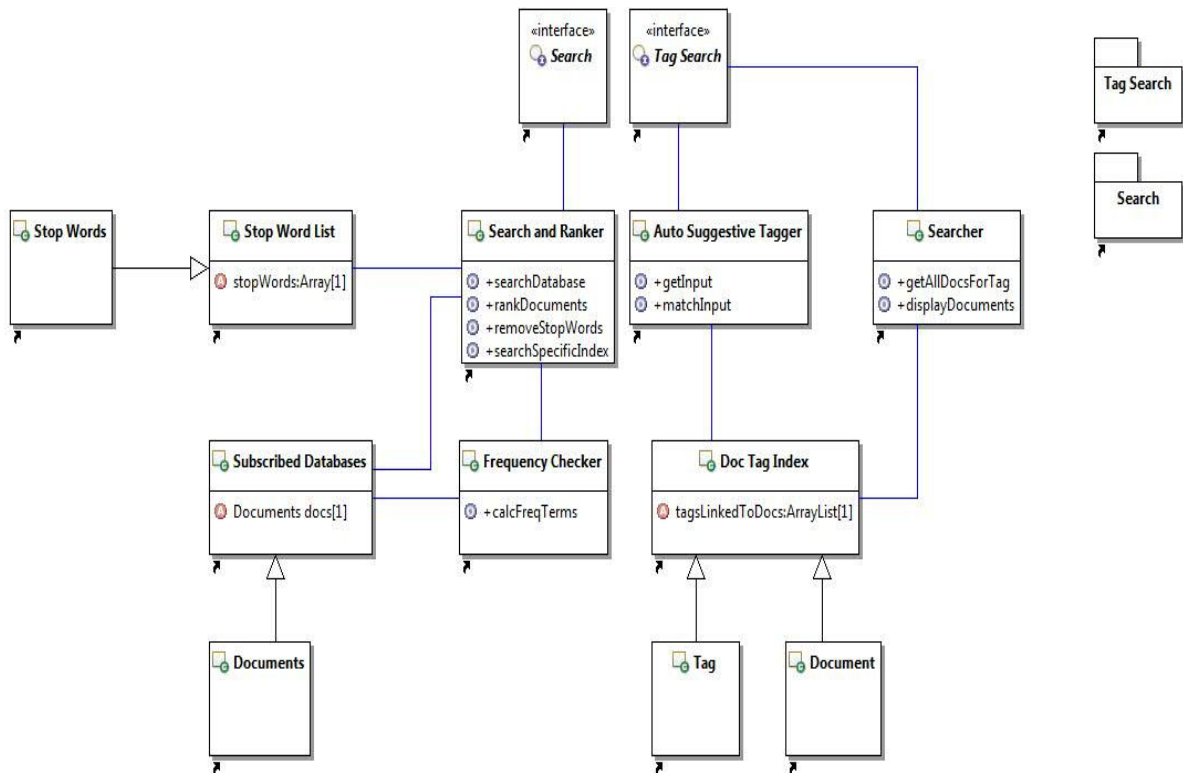 «interface»
Search
«interface»
Tag Search
Tag Search
Search
Stop Words
Stop Word List
stopWords:Array[1]
Search and Ranker
+searchDatabase
+rankDocuments
+removeStopWords
+searchSpecificIndex
Auto Suggestive Tagger
+getInput
+matchInput
Searcher
+getAllDocsForTag
+displayDocuments
Subscribed Databases
Documents docs[1]
Frequency Checker
+calcFreqTerms
Doc Tag Index
tagsLinkedToDocs:ArrayList[1]
Documents
Tag
Document